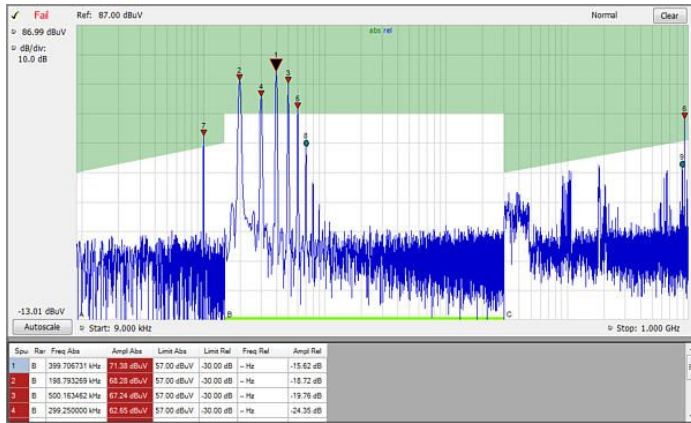 Fail Ref: 87.00 dBuV Normal Clear
86.99 dBuV
dB/div:
10.0 dB
abs rel
1
2
3
4
5
7
8
6
9
A
B
C
-13.01 dBuV
Autoscale Start: 9.000 kHz Stop: 1.000 GHz
Spu Rar Freq Abs Ampl Abs Limit Abs Limit Rel Freq Rel Ampl Rel
1 B 399.706731 kHz 71.38 dBuV 57.00 dBuV -30.00 dB -- Hz -15.62 dB
2 B 198.793269 kHz 68.28 dBuV 57.00 dBuV -30.00 dB -- Hz -18.72 dB
3 B 500.163462 kHz 67.24 dBuV 57.00 dBuV -30.00 dB -- Hz -19.76 dB
4 B 299.250000 kHz 62.65 dBuV 57.00 dBuV -30.00 dB -- Hz -24.35 dB